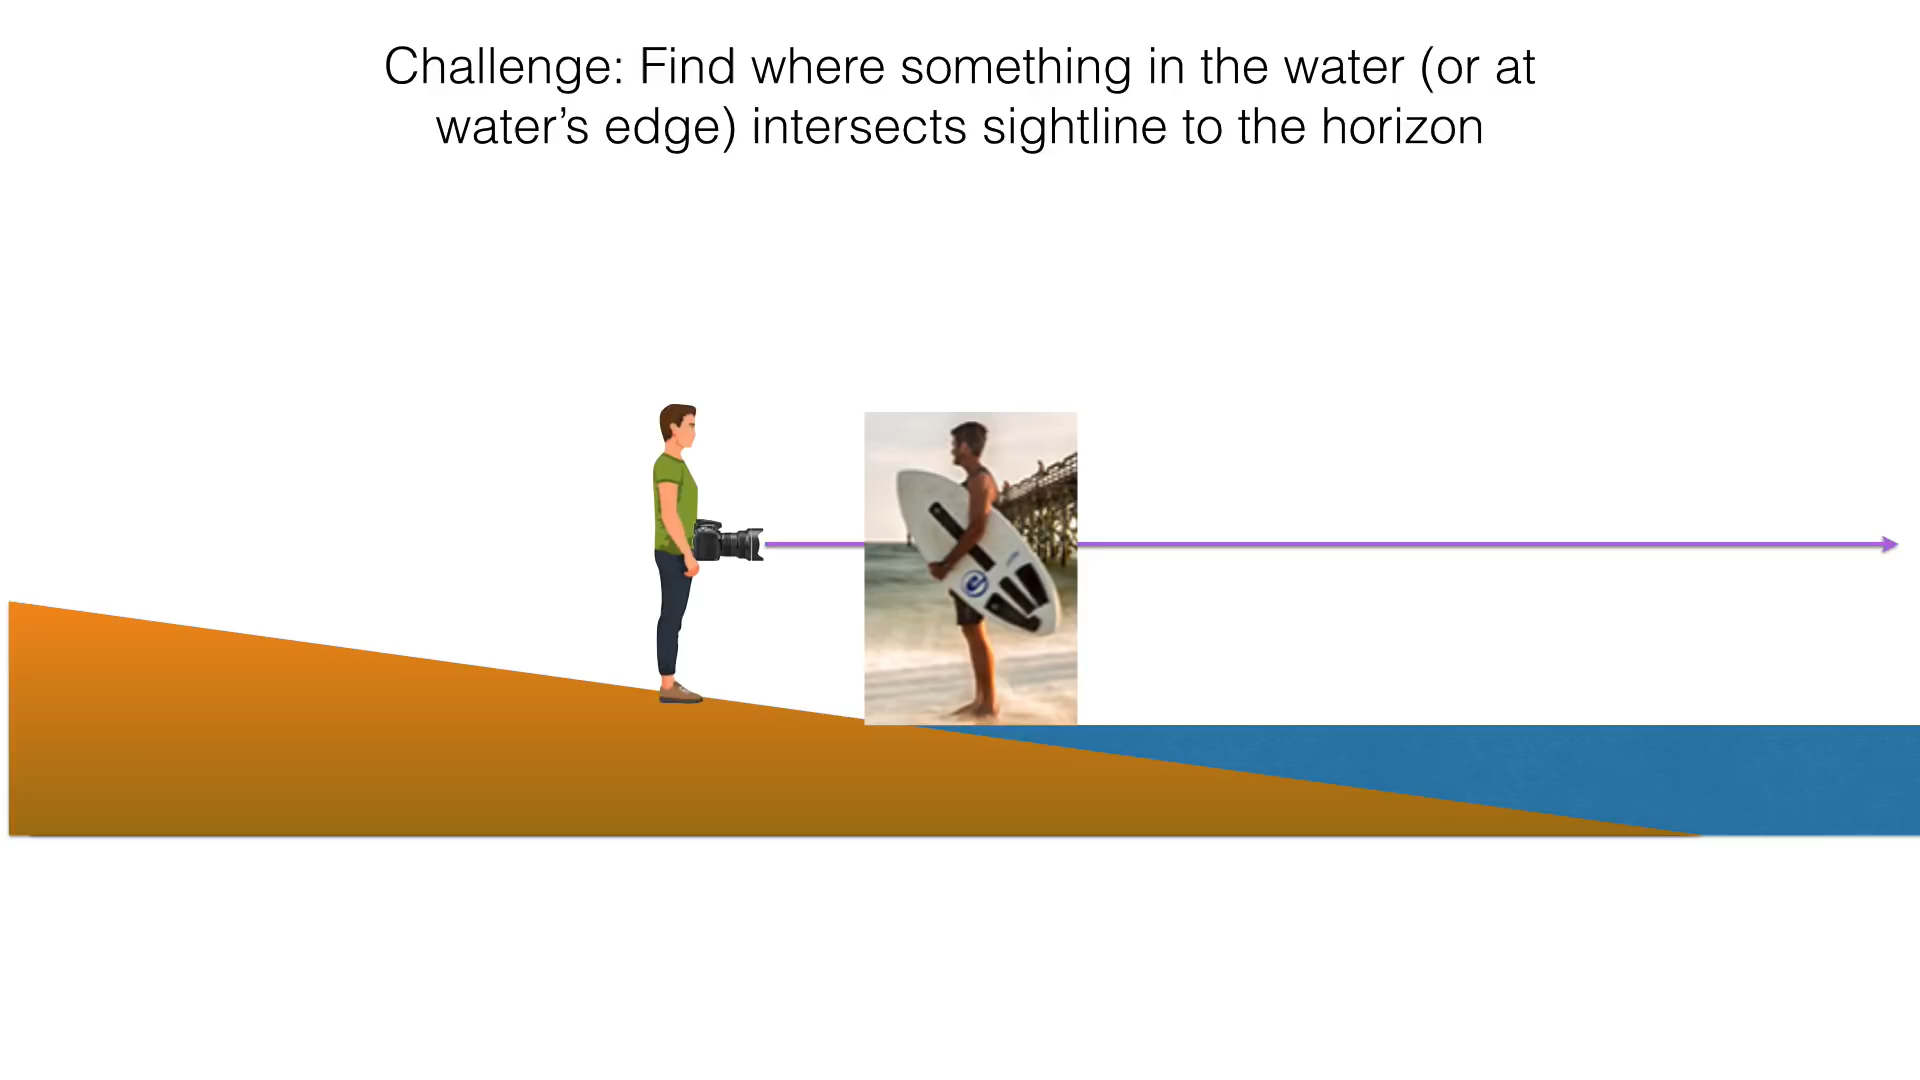 Challenge: Find where something in the water (or at
water’s edge) intersects sightline to the horizon